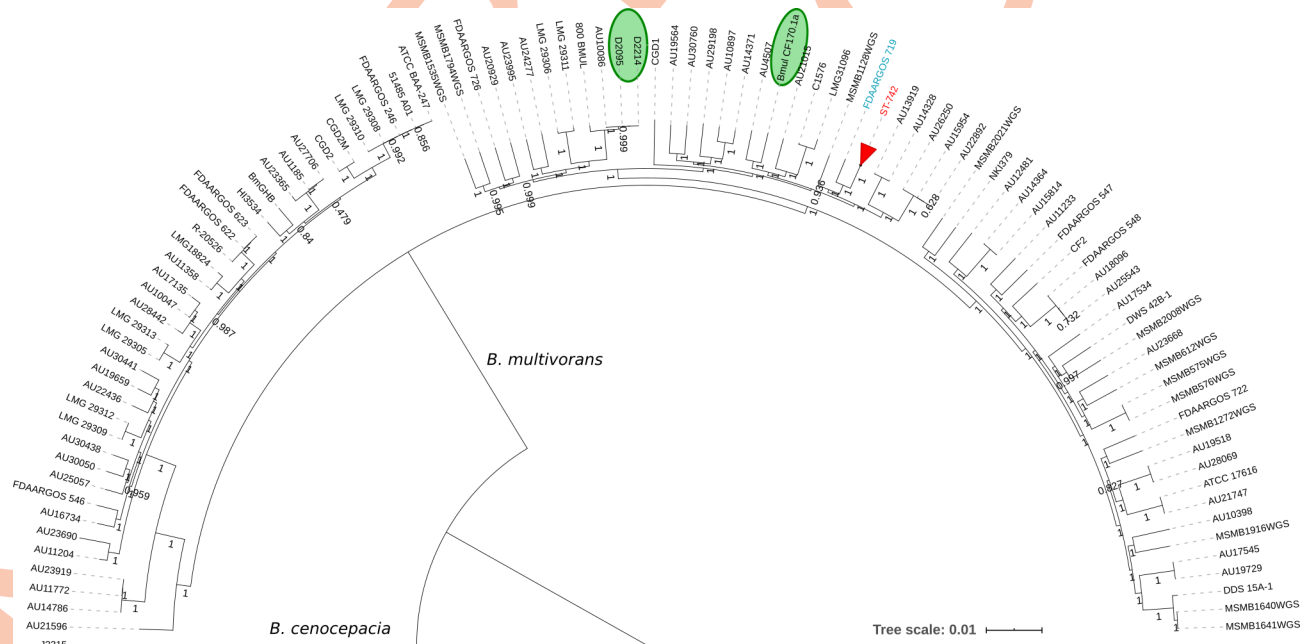 J2315
AU21596
AU14786
AU11772
AU23919
AU11204
AU23690
AU16734
FDAARGOS 546
AU25057
AU30050
AU30438
LMG 29309
LMG 29312
AU22436
AU19659
AU30441
LMG 29305
LMG 29313
AU28442
AU10047
AU17135
AU11358
LMG18824
R-20526
FDAARGOS 622
FDAARGOS 623
HI3534
BmGHB
AU23365
AU1185
AU27706
CGD2
CGD2M
LMG 29310
LMG 29308
FDAARGOS 246
51485 A01
ATCC BAA-247
MSMB1535WGS
MSMB1794WGS
FDAARGOS 726
AU20929
AU23995
AU24277
LMG 29306
LMG 29311
800 BMUL
AU10086
D2095
D2214
CGD1
AU19564
AU30760
AU29198
AU10897
AU14371
AU4507
Bmul CF170.1a
AU21015
C1576
LMG31096
MSMB1128WGS
FDAARGOS 719
ST-742
AU13919
AU14328
AU26250
AU15954
AU22892
MSMB2021WGS
NKI379
AU12481
AU14364
AU15814
AU11233
FDAARGOS 547
CF2
FDAARGOS 548
AU18096
AU25543
AU17534
DWS 42B-1
MSMB2008WGS
AU23668
MSMB612WGS
MSMB575WGS
MSMB576WGS
FDAARGOS 722
MSMB1272WGS
AU19518
AU28069
ATCC 17616
AU21747
AU10398
MSMB1916WGS
AU17545
AU19729
DDS 15A-1
MSMB1640WGS
MSMB1641WGS
0.959
0.987
0.84
0.479
0.992
0.856
0.995
0.999
0.999
0.936
0.628
0.732
0.997
0.827
B. multivorans
B. cenocepacia
Tree scale: 0.01